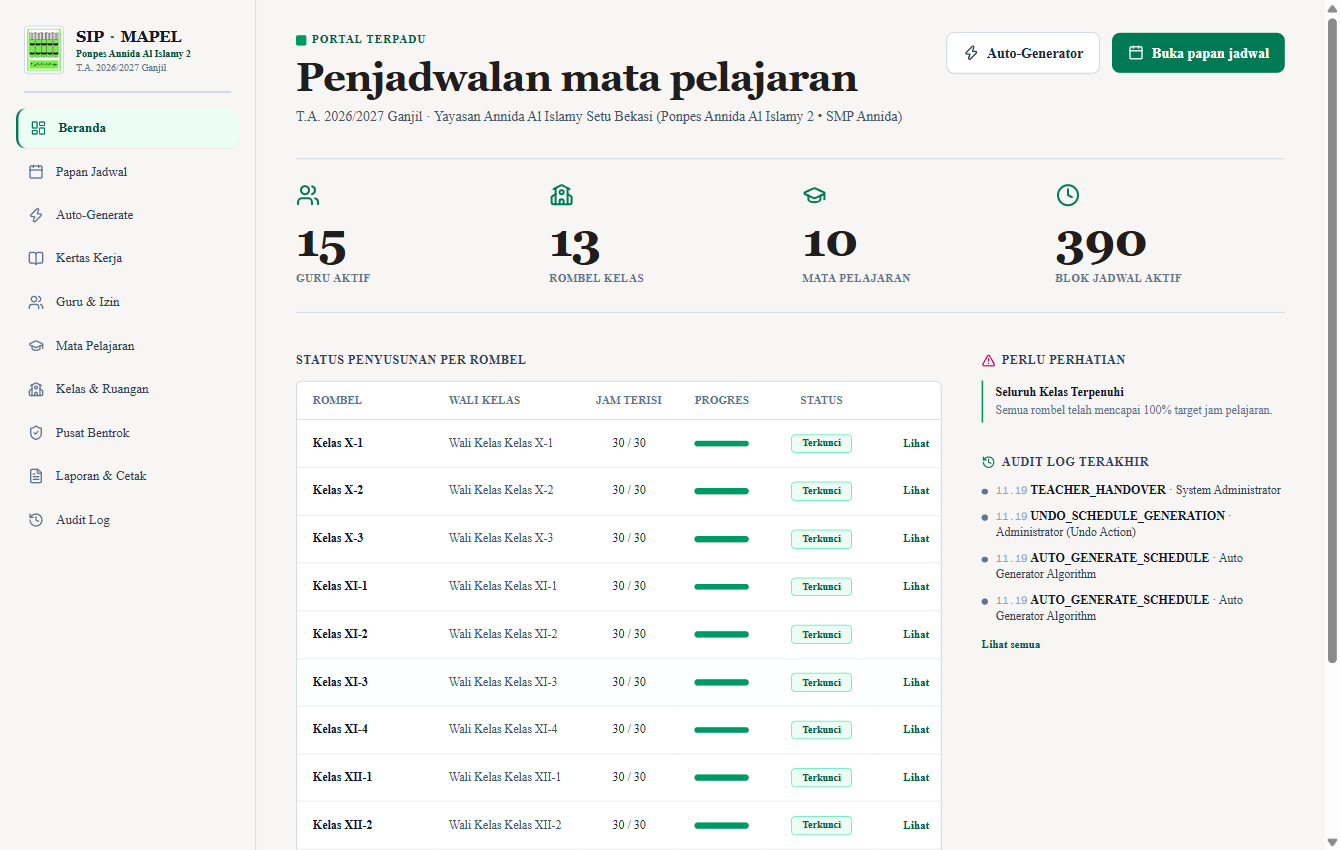 SIP · MAPEL
Ponpes Annida Al Islamy 2
T.A. 2026/2027 Ganjil
Beranda
Papan Jadwal
Auto-Generate
Kertas Kerja
Guru & Izin
Mata Pelajaran
Kelas & Ruangan
Pusat Bentrok
Laporan & Cetak
Audit Log
PORTAL TERPADU
Penjadwalan mata pelajaran
T.A. 2026/2027 Ganjil · Yayasan Annida Al Islamy Setu Bekasi (Ponpes Annida Al Islamy 2 • SMP Annida)
Auto-Generator
Buka papan jadwal
15
GURU AKTIF
13
ROMBEL KELAS
10
MATA PELAJARAN
390
BLOK JADWAL AKTIF
STATUS PENYUSUNAN PER ROMBEL
ROMBEL WALI KELAS JAM TERISI PROGRES STATUS
Kelas X-1 Wali Kelas Kelas X-1 30 / 30 Terkunci Lihat
Kelas X-2 Wali Kelas Kelas X-2 30 / 30 Terkunci Lihat
Kelas X-3 Wali Kelas Kelas X-3 30 / 30 Terkunci Lihat
Kelas XI-1 Wali Kelas Kelas XI-1 30 / 30 Terkunci Lihat
Kelas XI-2 Wali Kelas Kelas XI-2 30 / 30 Terkunci Lihat
Kelas XI-3 Wali Kelas Kelas XI-3 30 / 30 Terkunci Lihat
Kelas XI-4 Wali Kelas Kelas XI-4 30 / 30 Terkunci Lihat
Kelas XII-1 Wali Kelas Kelas XII-1 30 / 30 Terkunci Lihat
Kelas XII-2 Wali Kelas Kelas XII-2 30 / 30 Terkunci Lihat
PERLU PERHATIAN
Seluruh Kelas Terpenuhi
Semua rombel telah mencapai 100% target jam pelajaran.
AUDIT LOG TERAKHIR
11.19 TEACHER_HANDOVER · System Administrator
11.19 UNDO_SCHEDULE_GENERATION ·
Administrator (Undo Action)
11.19 AUTO_GENERATE_SCHEDULE · Auto
Generator Algorithm
11.19 AUTO_GENERATE_SCHEDULE · Auto
Generator Algorithm
Lihat semua